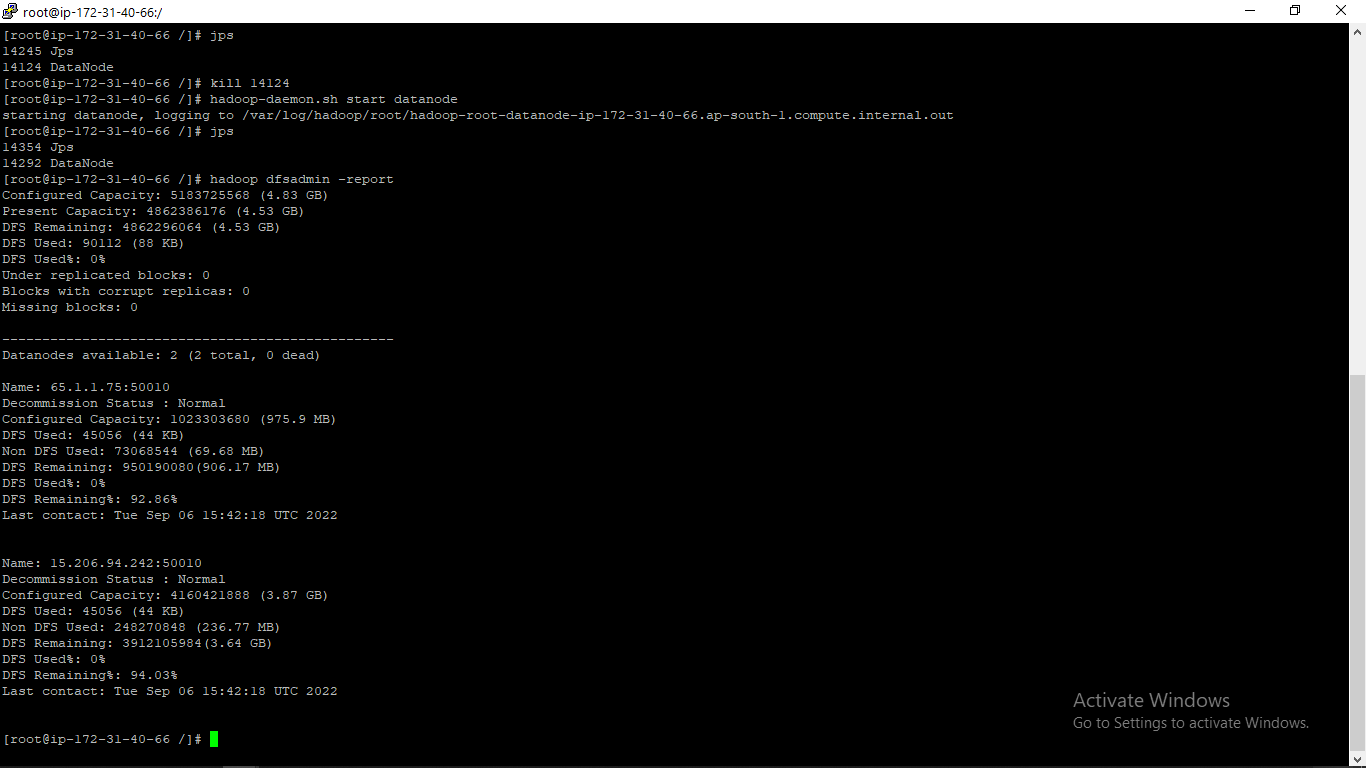 root@ip-172-31-40-66:/
[root@ip-172-31-40-66 /]# jps
14245 Jps
14124 DataNode
[root@ip-172-31-40-66 /]# kill 14124
[root@ip-172-31-40-66 /]# hadoop-daemon.sh start datanode
starting datanode, logging to /var/log/hadoop/root/hadoop-root-datanode-ip-172-31-40-66.ap-south-1.compute.internal.out
[root@ip-172-31-40-66 /]# jps
14354 Jps
14292 DataNode
[root@ip-172-31-40-66 /]# hadoop dfsadmin -report
Configured Capacity: 5183725568 (4.83 GB)
Present Capacity: 4862386176 (4.53 GB)
DFS Remaining: 4862296064 (4.53 GB)
DFS Used: 90112 (88 KB)
DFS Used%: 0%
Under replicated blocks: 0
Blocks with corrupt replicas: 0
Missing blocks: 0
-------------------------------------------------
Datanodes available: 2 (2 total, 0 dead)
Name: 65.1.1.75:50010
Decommission Status : Normal
Configured Capacity: 1023303680 (975.9 MB)
DFS Used: 45056 (44 KB)
Non DFS Used: 73068544 (69.68 MB)
DFS Remaining: 950190080(906.17 MB)
DFS Used%: 0%
DFS Remaining%: 92.86%
Last contact: Tue Sep 06 15:42:18 UTC 2022
Name: 15.206.94.242:50010
Decommission Status : Normal
Configured Capacity: 4160421888 (3.87 GB)
DFS Used: 45056 (44 KB)
Non DFS Used: 248270848 (236.77 MB)
DFS Remaining: 3912105984(3.64 GB)
DFS Used%: 0%
DFS Remaining%: 94.03%
Last contact: Tue Sep 06 15:42:18 UTC 2022
[root@ip-172-31-40-66 /]#
Activate Windows
Go to Settings to activate Windows.